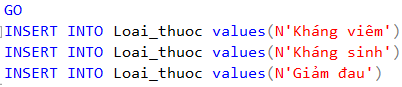 GO
INSERT INTO Loai_thuoc values(N'Kháng viêm')
INSERT INTO Loai_thuoc values(N'Kháng sinh')
INSERT INTO Loai_thuoc values(N'Giảm đau')